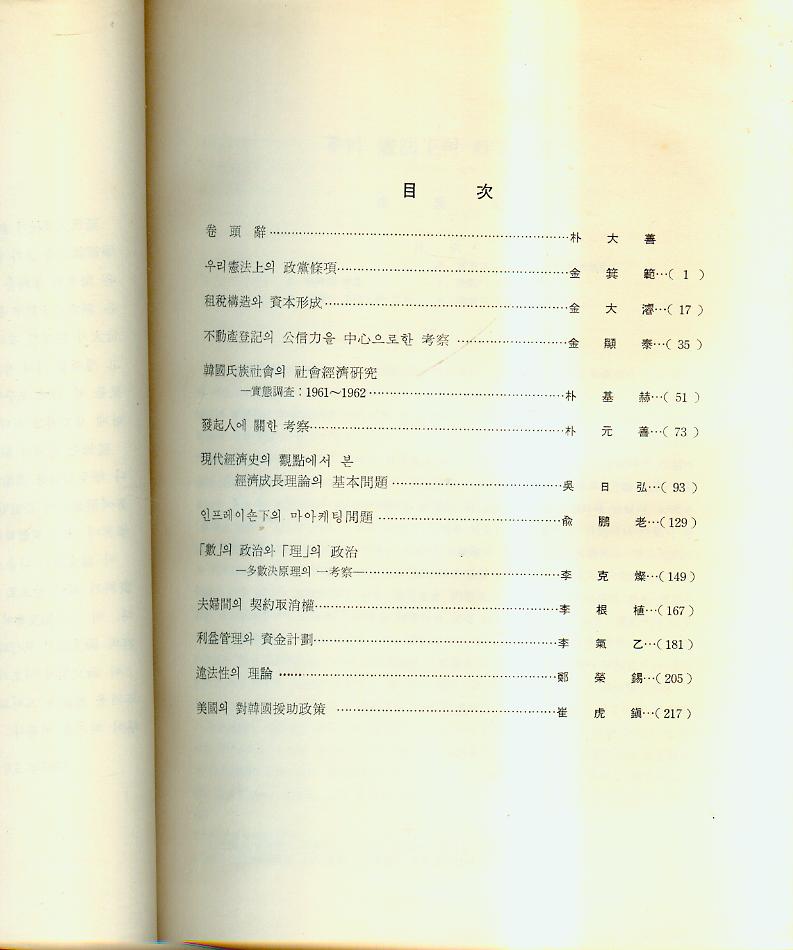 目 次
卷 頭 辭 ………………………… 朴 大 善
우리憲法上의 政黨條項………………………… 金 箕 範…( 1 )
租稅構造와 資本形成………………………… 金 大 濬…( 17 )
不動產登記의 公信力을 中心으로한 考察 ………………………… 金 顯 泰…( 35 )
韓國氏族社會의 社會經濟硏究
—實態調査：1961～1962………………………… 朴 基 赫…( 51 )
發起人에 關한 考察………………………… 朴 元 善…( 73 )
現代經濟史의 觀點에서 본
經濟成長理論의 基本問題 ………………………… 吳 日 弘…( 93 )
인프레이숀下의 마아케팅問題 ………………………… 兪 鵬 老…(129 )
「數」의 政治와 「理」의 政治
—多數決原理의 一考察—………………………… 李 克 燦…(149 )
夫婦間의 契約取消權………………………… 李 根 植…(167 )
利益管理와 資金計劃………………………… 李 氣 乙…(181 )
違法性의 理論 ………………………… 鄭 榮 錫…(205 )
美國의 對韓國援助政策 ………………………… 崔 虎 鎭…(217 )